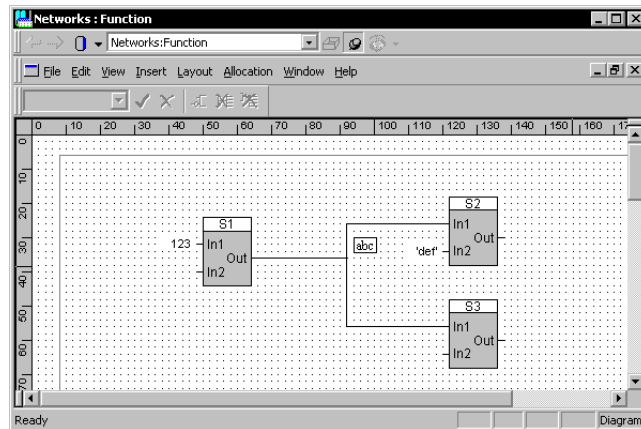 Networks : Function
Networks:Function
File Edit View Insert Layout Allocation Window Help
0 10 20 30 40 50 60 70 80 90 100 110 120 130 140 150 160
0
10
20
30
40
50
60
70
S1
123 In1
Out
In2
abc
S2
In1
Out
'def' In2
S3
In1
Out
In2
Ready Diagram